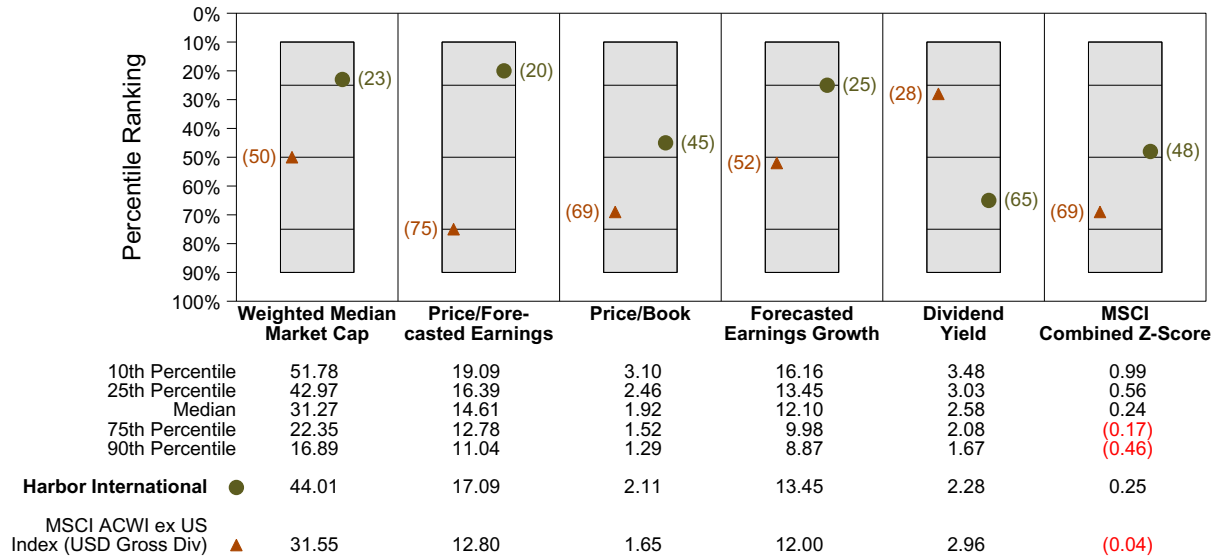 Percentile Ranking
0%
10%
20%
30%
40%
50%
60%
70%
80%
90%
100%
(23)
(50)
(20)
(75)
(45)
(69)
(25)
(52)
(28)
(65)
(48)
(69)
Weighted Median
Market Cap
Price/Fore-
casted Earnings
Price/Book
Forecasted
Earnings Growth
Dividend
Yield
MSCI
Combined Z-Score
10th Percentile 51.78 19.09 3.10 16.16 3.48 0.99
25th Percentile 42.97 16.39 2.46 13.45 3.03 0.56
Median 31.27 14.61 1.92 12.10 2.58 0.24
75th Percentile 22.35 12.78 1.52 9.98 2.08 (0.17)
90th Percentile 16.89 11.04 1.29 8.87 1.67 (0.46)
Harbor International 44.01 17.09 2.11 13.45 2.28 0.25
MSCI ACWI ex US
Index (USD Gross Div) 31.55 12.80 1.65 12.00 2.96 (0.04)